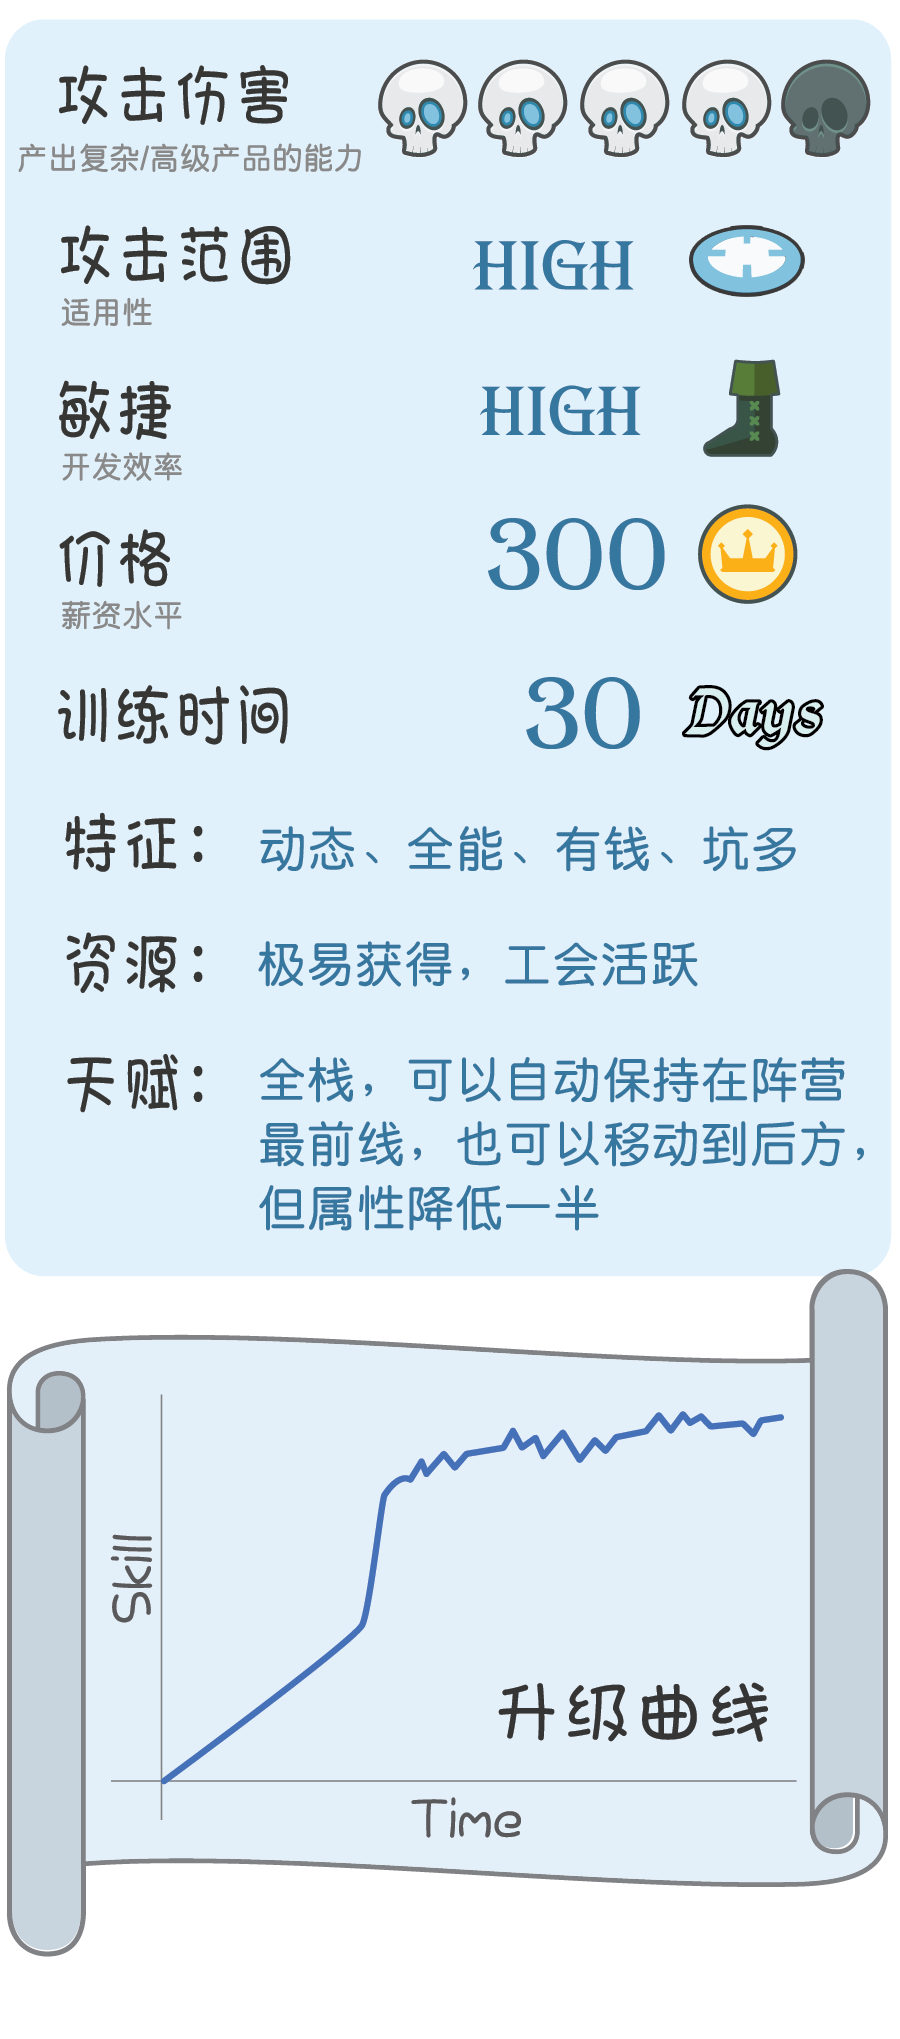 攻击伤害
产出复杂/高级产品的能力
攻击范围 HIGH
适用性
敏捷 HIGH
开发效率
价格 300
薪资水平
训练时间 30 Days
特征：动态、全能、有钱、坑多
资源：极易获得，工会活跃
天赋：全栈，可以自动保持在阵营
最前线，也可以移动到后方，
但属性降低一半
Skill
升级曲线
Time